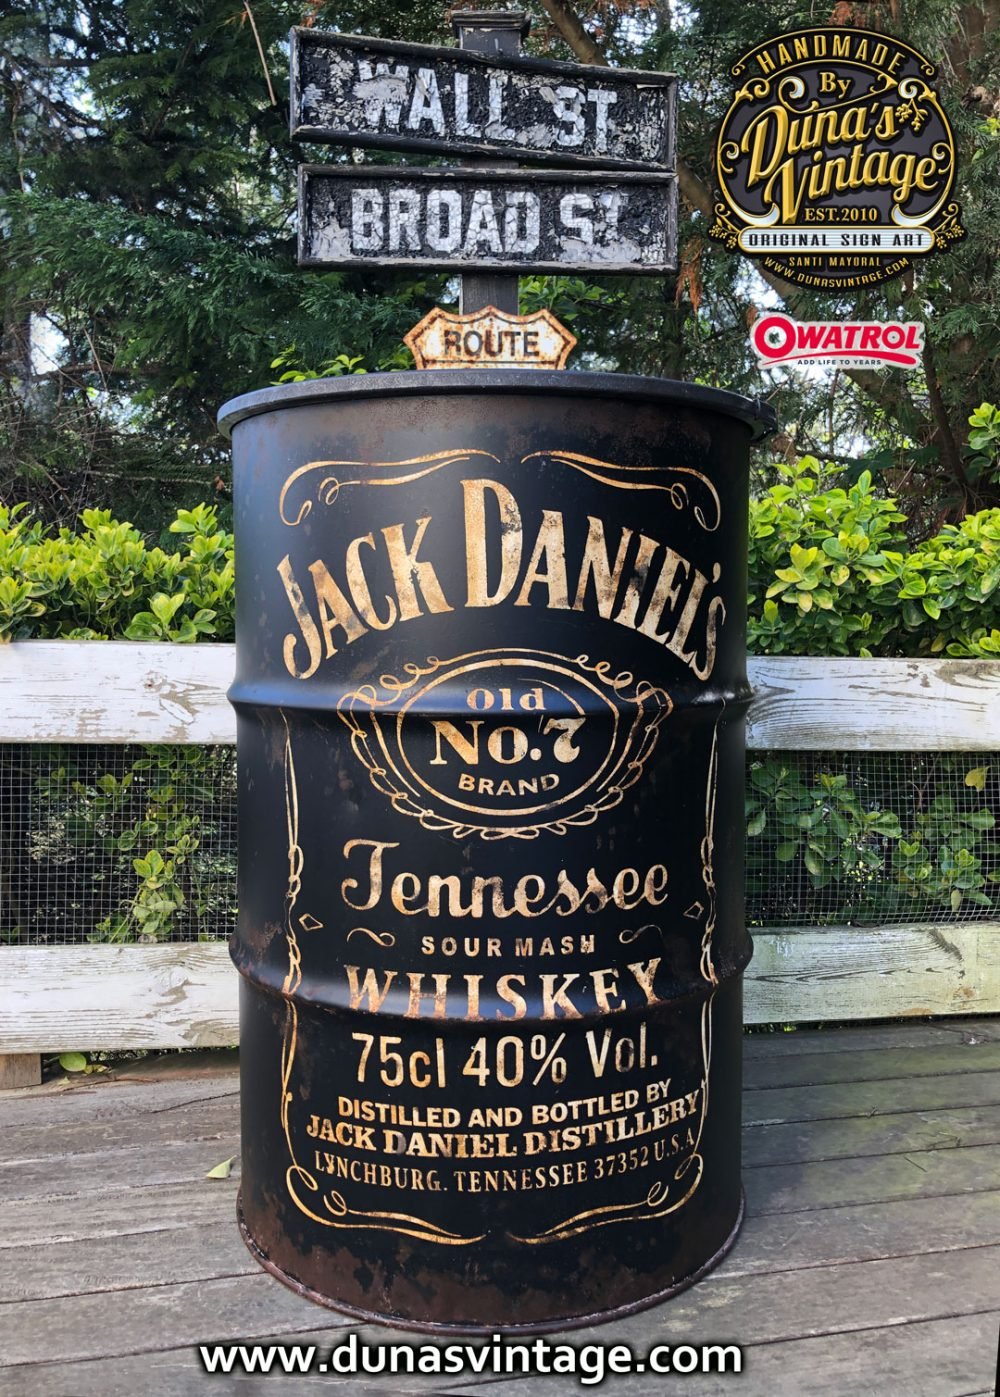 WALL ST
BROAD ST
ROUTE
HANDMADE
By
Duna's
Vintage
EST.2010
ORIGINAL SIGN ART
SANTI MAYORAL
WWW.DUNASVINTAGE.COM
OWATROL
ADD LIFE TO YEARS
JACK DANIEL'S
Old
No.7
BRAND
Tennessee
SOUR MASH
WHISKEY
75cl 40% Vol.
DISTILLED AND BOTTLED BY
JACK DANIEL DISTILLERY
LYNCHBURG. TENNESSEE 37352 U.S.A
www.dunasvintage.com